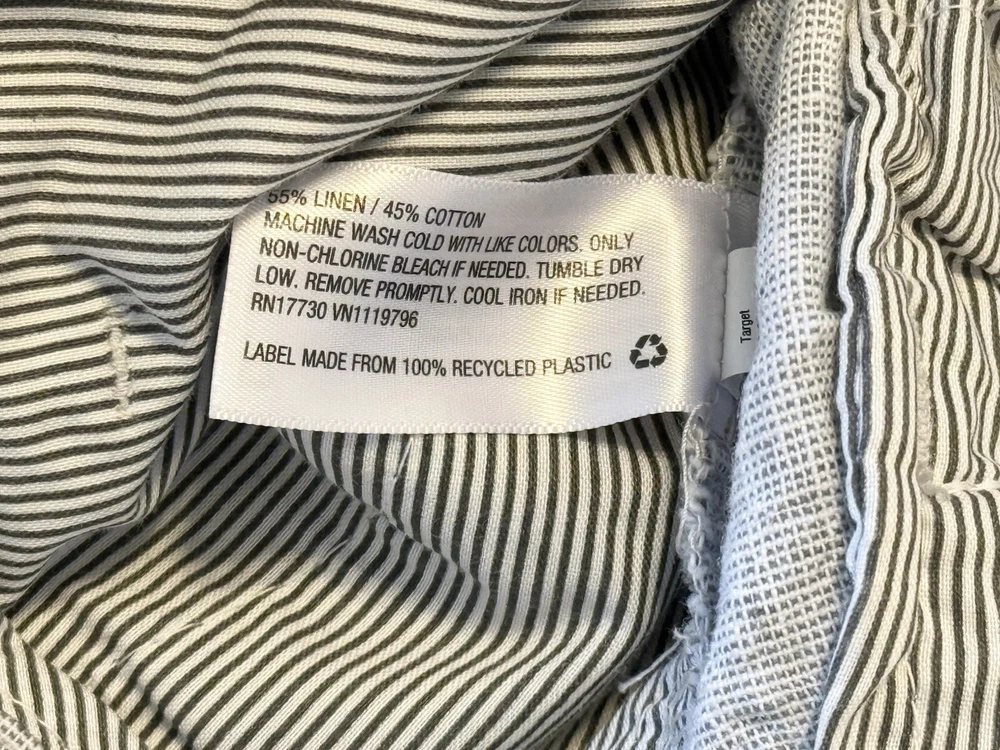 55% LINEN / 45% COTTON
MACHINE WASH COLD WITH LIKE COLORS. ONLY
NON-CHLORINE BLEACH IF NEEDED. TUMBLE DRY
LOW. REMOVE PROMPTLY. COOL IRON IF NEEDED.
RN17730 VN1119796
LABEL MADE FROM 100% RECYCLED PLASTIC
Target